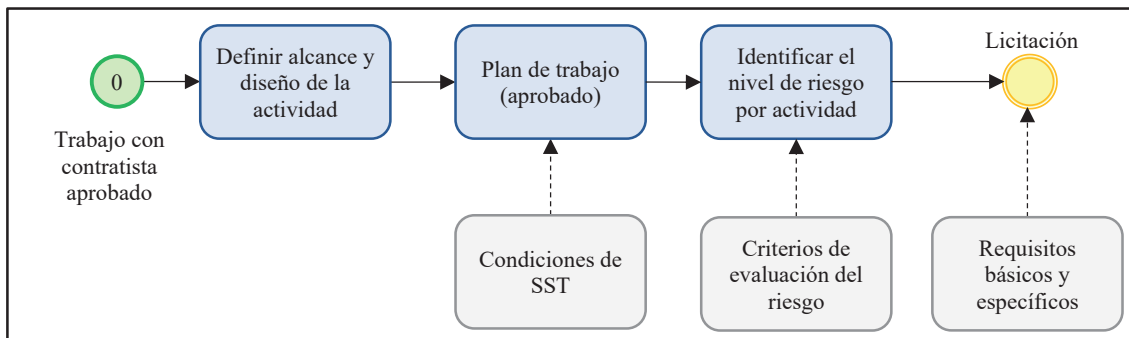 0
Trabajo con
contratista
aprobado
Definir alcance y
diseño de la
actividad
Plan de trabajo
(aprobado)
Identificar el
nivel de riesgo
por actividad
Licitación
Condiciones de
SST
Criterios de
evaluación del
riesgo
Requisitos
básicos y
específicos